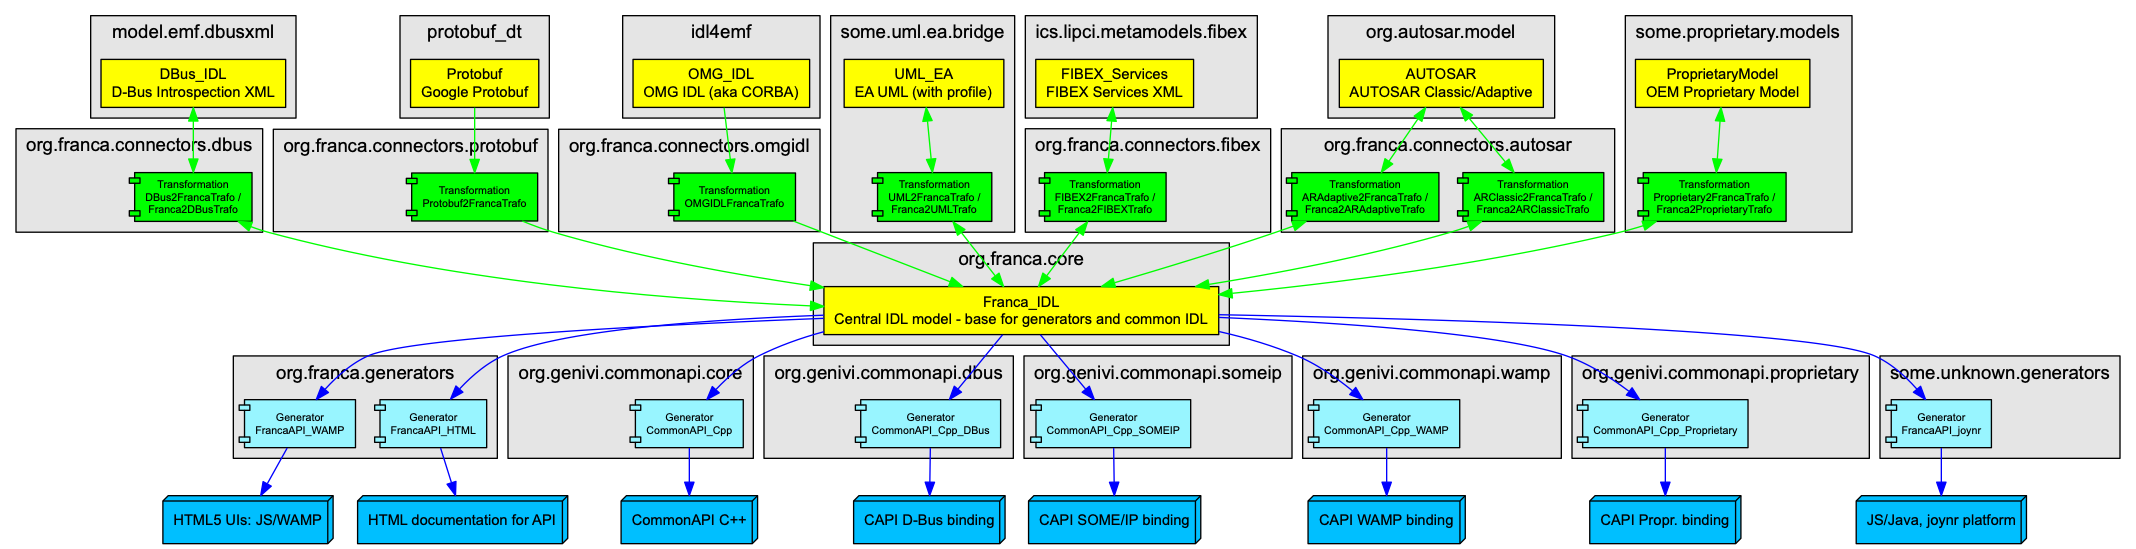 model.emf.dbusxml
DBus_IDL
D-Bus Introspection XML
protobuf_dt
Protobuf
Google Protobuf
idl4emf
OMG_IDL
OMG IDL (aka CORBA)
some.uml.ea.bridge
UML_EA
EA UML (with profile)
ics.lipci.metamodels.fibex
FIBEX_Services
FIBEX Services XML
org.autosar.model
AUTOSAR
AUTOSAR Classic/Adaptive
some.proprietary.models
ProprietaryModel
OEM Proprietary Model
org.franca.connectors.dbus
Transformation
DBus2FrancaTrafo /
Franca2DBusTrafo
org.franca.connectors.protobuf
Transformation
Protobuf2FrancaTrafo
org.franca.connectors.omgidl
Transformation
OMGIDLFrancaTrafo
Transformation
UML2FrancaTrafo /
Franca2UMLTrafo
org.franca.connectors.fibex
Transformation
FIBEX2FrancaTrafo /
Franca2FIBEXTrafo
org.franca.connectors.autosar
Transformation
ARAdaptive2FrancaTrafo /
Franca2ARAdaptiveTrafo
Transformation
ARClassic2FrancaTrafo /
Franca2ARClassicTrafo
Transformation
Proprietary2FrancaTrafo /
Franca2ProprietaryTrafo
org.franca.core
Franca_IDL
Central IDL model - base for generators and common IDL
org.franca.generators
Generator
FrancaAPI_WAMP
Generator
FrancaAPI_HTML
org.genivi.commonapi.core
Generator
CommonAPI_Cpp
org.genivi.commonapi.dbus
Generator
CommonAPI_Cpp_DBus
org.genivi.commonapi.someip
Generator
CommonAPI_Cpp_SOMEIP
org.genivi.commonapi.wamp
Generator
CommonAPI_Cpp_WAMP
org.genivi.commonapi.proprietary
Generator
CommonAPI_Cpp_Proprietary
some.unknown.generators
Generator
FrancaAPI_joynr
HTML5 UIs: JS/WAMP
HTML documentation for API
CommonAPI C++
CAPI D-Bus binding
CAPI SOME/IP binding
CAPI WAMP binding
CAPI Propr. binding
JS/Java, joynr platform